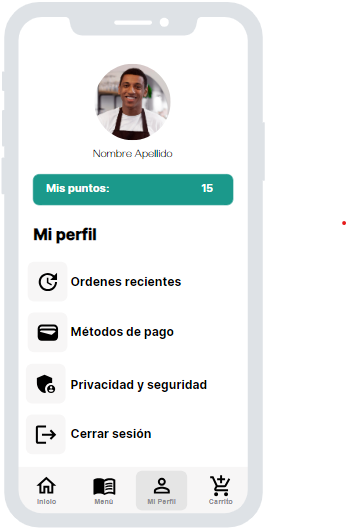 Nombre Apellido
Mis puntos: 15
Mi perfil
Ordenes recientes
Métodos de pago
Privacidad y seguridad
Cerrar sesión
Inicio Menú Mi Perfil Carrito